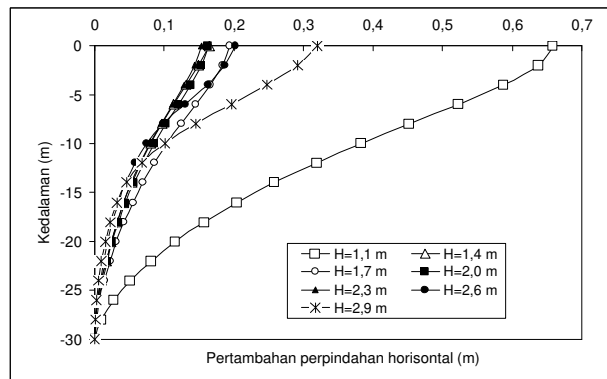 0 0,1 0,2 0,3 0,4 0,5 0,6 0,7
0
-5
-10
-15
-20
-25
-30
Kedalaman (m)
H=1,1 m H=1,4 m
H=1,7 m H=2,0 m
H=2,3 m H=2,6 m
H=2,9 m
Pertambahan perpindahan horisontal (m)